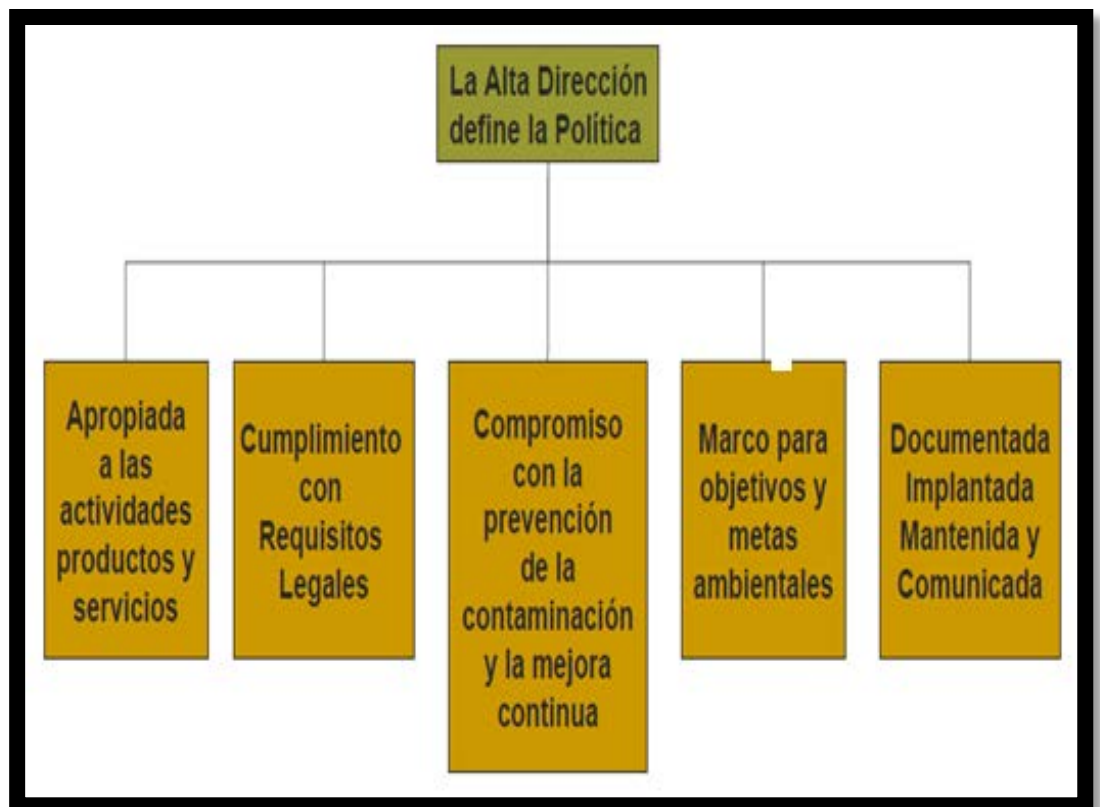 La Alta Dirección
define la Política
Apropiada
a las
actividades
productos y
servicios
Cumplimiento
con
Requisitos
Legales
Compromiso
con la
prevención
de la
contaminación
y la mejora
continua
Marco para
objetivos y
metas
ambientales
Documentada
Implantada
Mantenida y
Comunicada